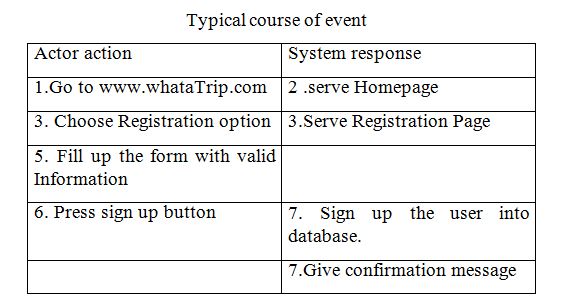 Typical course of event
Actor action
System response
1.Go to www.whataTrip.com
2 .serve Homepage
3. Choose Registration option
3.Serve Registration Page
5. Fill up the form with valid
Information
6. Press sign up button
7. Sign up the user into
database.
7.Give confirmation message